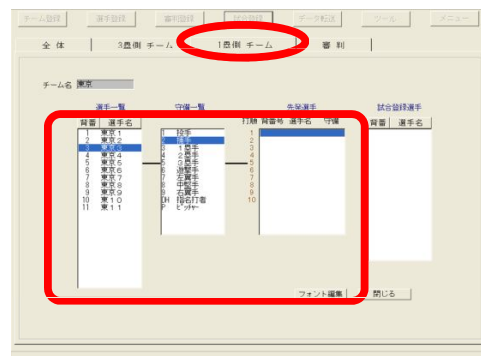 チーム登録 選手登録 審判登録 試合登録 データ転送 ツール メニュー
全 体 3塁側 チーム 1塁側 チーム 審 判
チーム名 東京
選手一覧 守備一覧 先発選手 試合登録選手
背番 選手名 打順 背番号 選手名 守備 背番 選手名
1 東京1 1 投手 1
2 東京2 2 捕手 2
3 東京3 3 1塁手 3
4 東京4 4 2塁手 4
5 東京5 5 3塁手 5
6 東京6 6 遊撃手 6
7 東京7 7 左翼手 7
8 東京8 8 中堅手 8
9 東京9 9 右翼手 9
10 東10 DH 指名打者 10
11 東11 P ピッチャー
フォント編集 閉じる